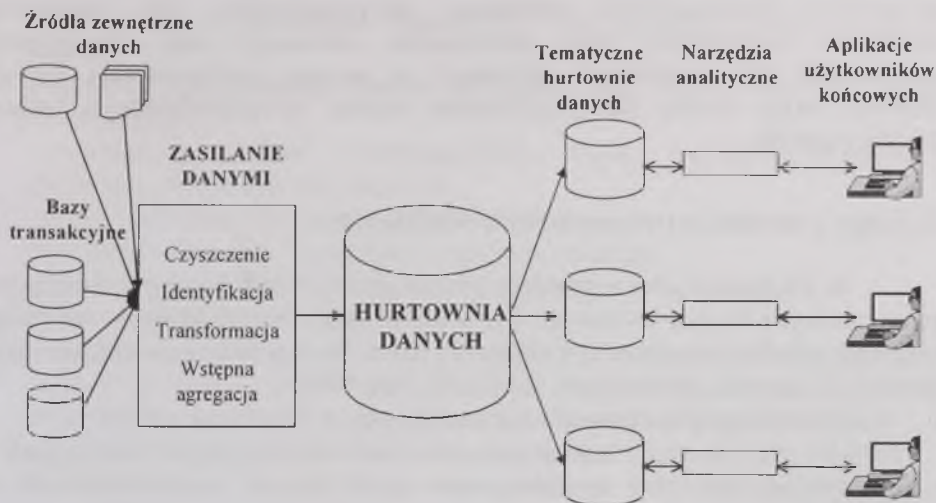 Źródła zewnętrzne
danych
Bazy
transakcyjne
ZASILANIE
DANYMI
Czyszczenie
Identyfikacja
Transformacja
Wstępna
agregacja
HURTOWNIA
DANYCH
Tematyczne
hurtownie
danych
Narzędzia
analityczne
Aplikacje
użytkowników
końcowych